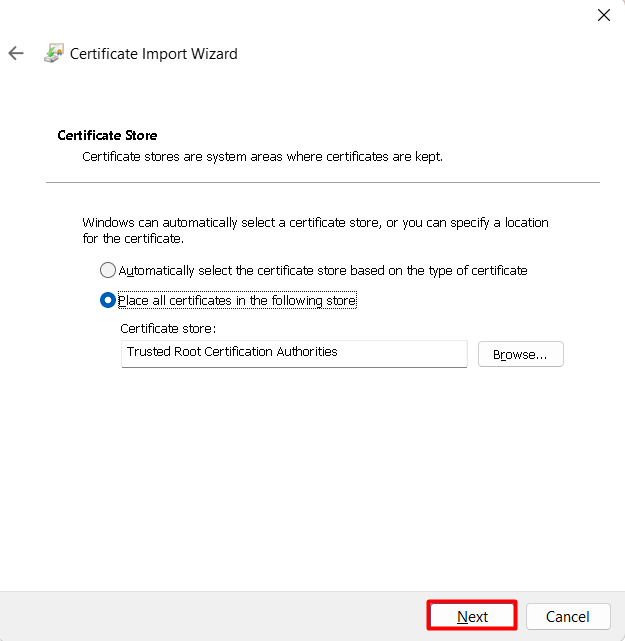 Certificate Import Wizard
Certificate Store
Certificate stores are system areas where certificates are kept.
Windows can automatically select a certificate store, or you can specify a location
for the certificate.
Automatically select the certificate store based on the type of certificate
Place all certificates in the following store
Certificate store:
Trusted Root Certification Authorities
Browse...
Next
Cancel